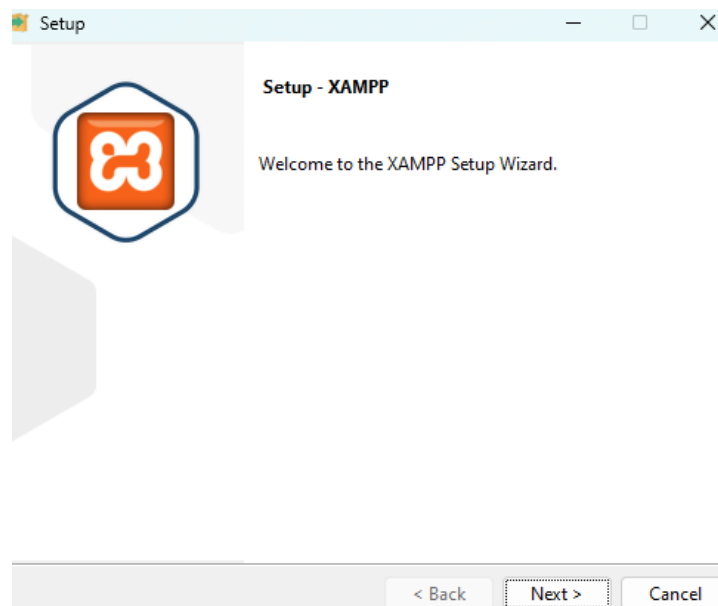 Setup
Setup - XAMPP
Welcome to the XAMPP Setup Wizard.
< Back Next > Cancel